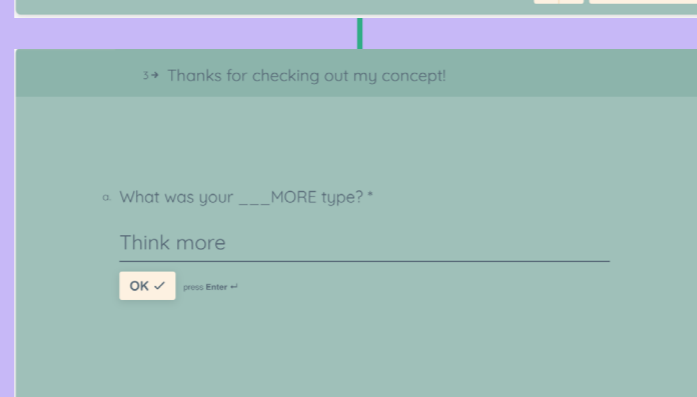 3→ Thanks for checking out my concept!
a. What was your ___MORE type? *
Think more
OK ✓ press Enter ↵